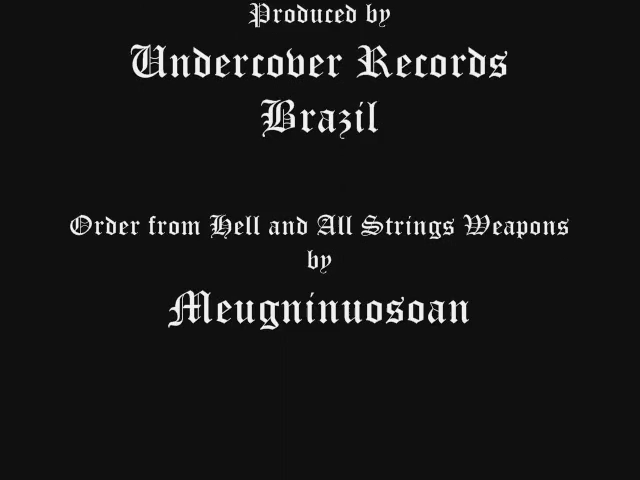 Produced by
Undercover Records
Brazil
Order from Hell and All Strings Weapons
by
Meugninuosoan